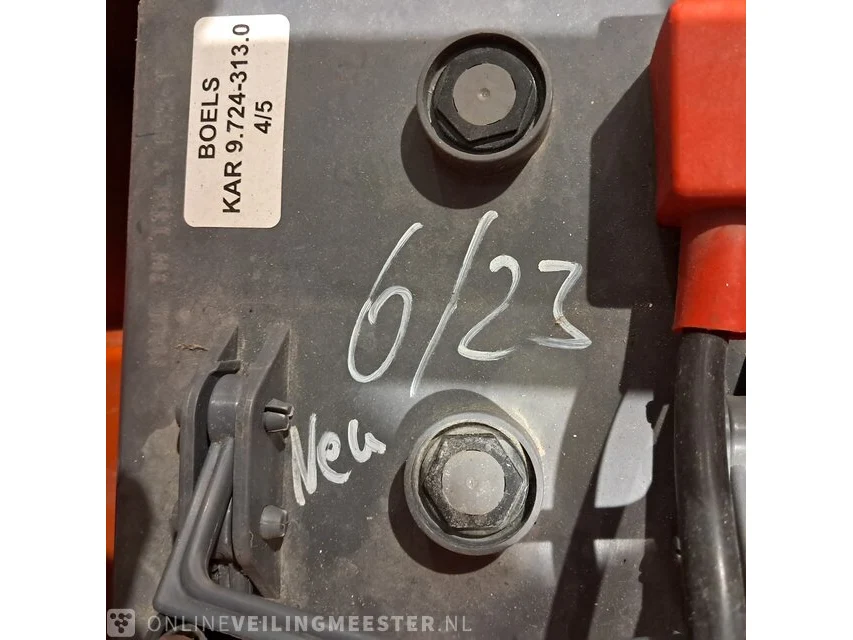 BOELS
KAR 9.724-313.0
4/5
6/23
Neu
ONLINEVEILINGMEESTER.NL